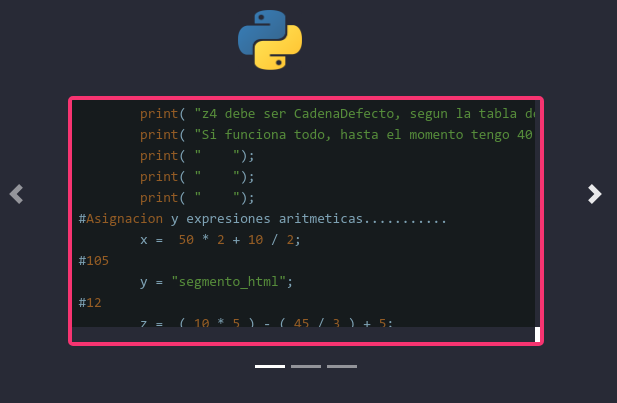 print( "z4 debe ser CadenaDefecto, segun la tabla de
print( "Si funciona todo, hasta el momento tengo 40
print( "    ");
print( "    ");
print( "    ");
#Asignacion y expresiones aritmeticas...........
x =  50 * 2 + 10 / 2;
#105
y = "segmento_html";
#12
z =  ( 10 * 5 ) - ( 45 / 3 ) + 5;